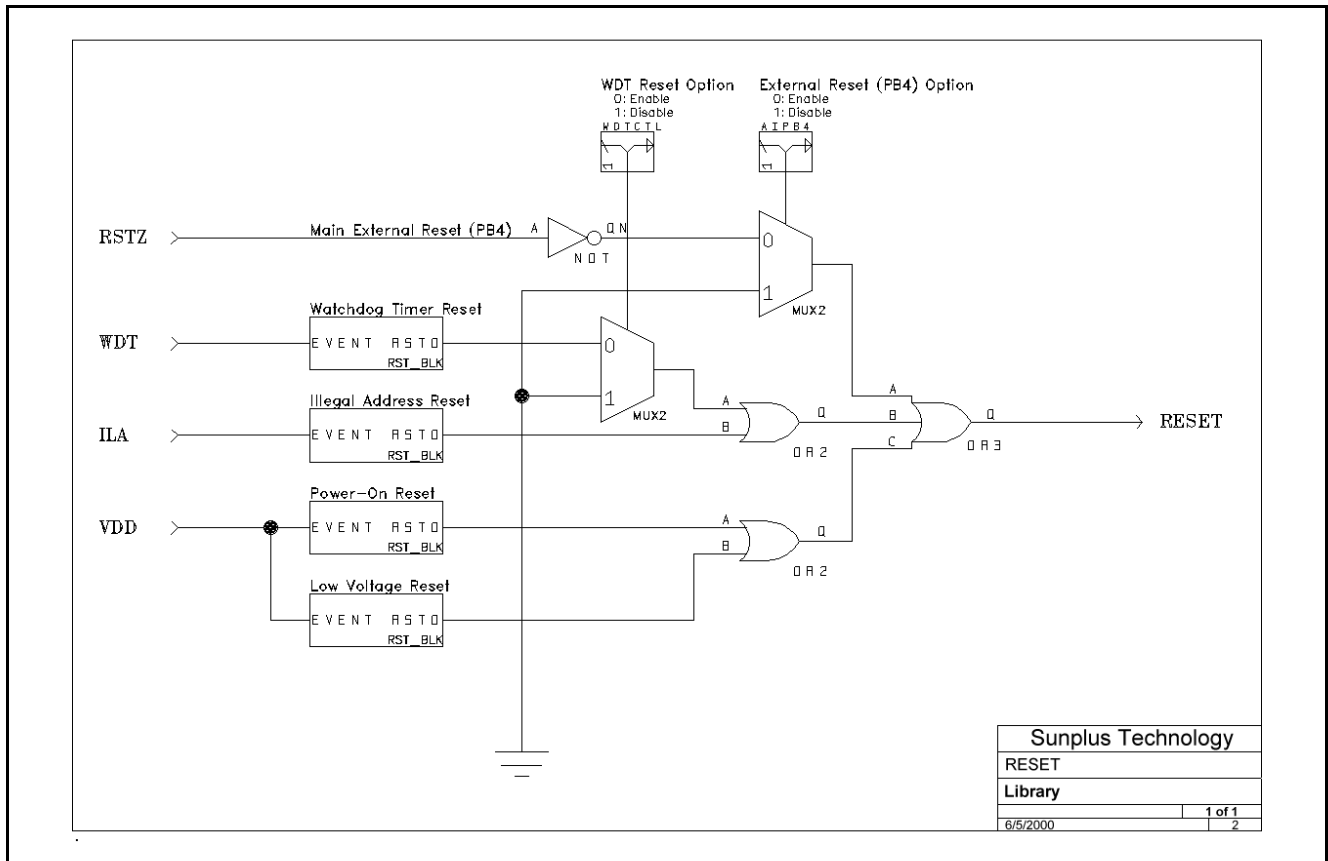 WDT Reset Option
0: Enable
1: Disable
WDTCTL
1
External Reset (PB4) Option
0: Enable
1: Disable
AIPB4
1
RSTZ
Main External Reset (PB4)
A
QN
NOT
0
1
MUX2
Watchdog Timer Reset
WDT
EVENT RSTO
RST_BLK
0
1
MUX2
Illegal Address Reset
ILA
EVENT RSTO
RST_BLK
A
B
Q
OR2
A
B
C
Q
OR3
RESET
Power-On Reset
VDD
EVENT RSTO
RST_BLK
A
B
Q
OR2
Low Voltage Reset
EVENT RSTO
RST_BLK
Sunplus Technology
RESET
Library
1 of 1
6/5/2000 2